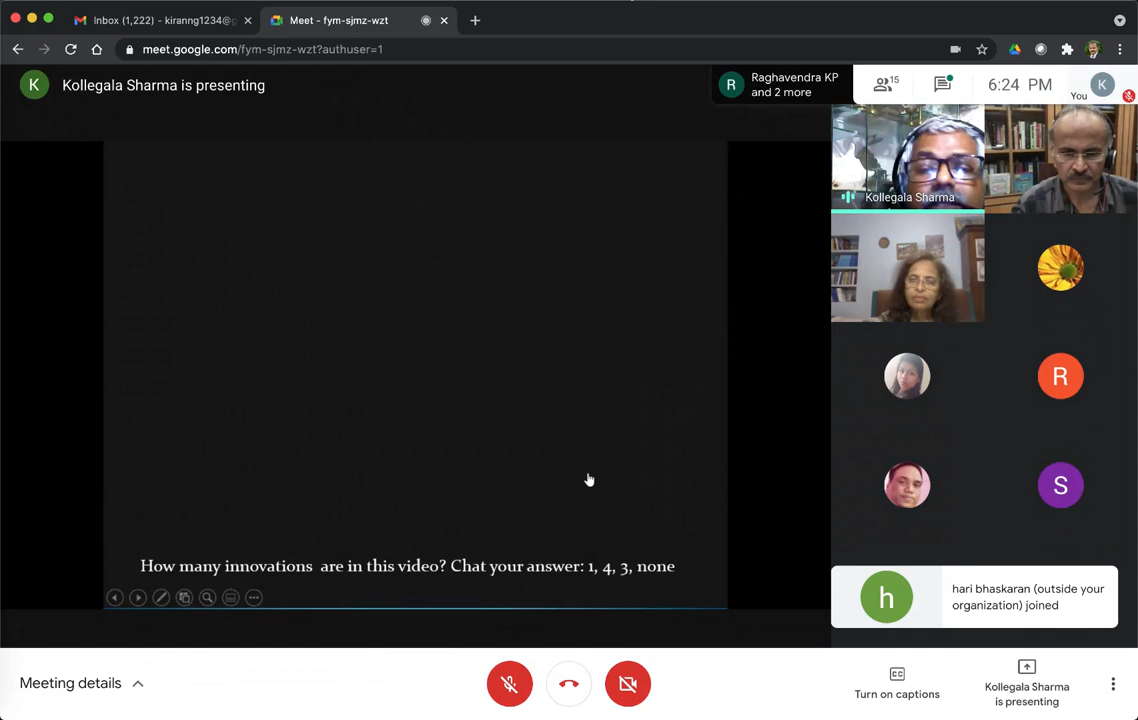 Inbox (1,222) - kiranng1234@g
Meet - fym-sjmz-wzt
meet.google.com/fym-sjmz-wzt?authuser=1
K
Kollegala Sharma is presenting
R
Raghavendra KP
and 2 more
15
6:24 PM
You
K
Kollegala Sharma
R
S
How many innovations are in this video? Chat your answer: 1, 4, 3, none
h
hari bhaskaran (outside your
organization) joined
Meeting details
CC
Turn on captions
Kollegala Sharma
is presenting